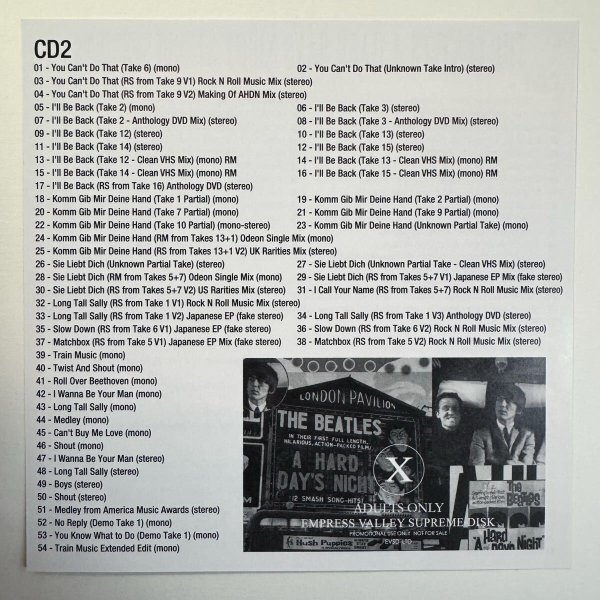 CD2
01 - You Can't Do That (Take 6) (mono)
02 - You Can't Do That (Unknown Take Intro) (stereo)
03 - You Can't Do That (RS from Take 9 V1) Rock N Roll Music Mix (stereo)
04 - You Can't Do That (RS from Take 9 V2) Making Of AHDN Mix (stereo)
05 - I'll Be Back (Take 2) (mono)
06 - I'll Be Back (Take 3) (stereo)
07 - I'll Be Back (Take 2 - Anthology DVD Mix) (stereo)
08 - I'll Be Back (Take 3 - Anthology DVD Mix) (stereo)
09 - I'll Be Back (Take 12) (stereo)
10 - I'll Be Back (Take 13) (stereo)
11 - I'll Be Back (Take 14) (stereo)
12 - I'll Be Back (Take 15) (stereo)
13 - I'll Be Back (Take 12 - Clean VHS Mix) (mono) RM
14 - I'll Be Back (Take 13 - Clean VHS Mix) (mono) RM
15 - I'll Be Back (Take 14 - Clean VHS Mix) (mono) RM
16 - I'll Be Back (Take 15 - Clean VHS Mix) (mono) RM
17 - I'll Be Back (RS from Take 16) Anthology DVD (stereo)
18 - Komm Gib Mir Deine Hand (Take 1 Partial) (mono)
19 - Komm Gib Mir Deine Hand (Take 2 Partial) (mono)
20 - Komm Gib Mir Deine Hand (Take 7 Partial) (mono)
21 - Komm Gib Mir Deine Hand (Take 9 Partial) (mono)
22 - Komm Gib Mir Deine Hand (Take 10 Partial) (mono-stereo)
23 - Komm Gib Mir Deine Hand (Unknown Partial Take) (mono)
24 - Komm Gib Mir Deine Hand (RM from Takes 13+1) Odeon Single Mix (mono)
25 - Komm Gib Mir Deine Hand (RS from Takes 13+1 V2) UK Rarities Mix (stereo)
26 - Sie Liebt Dich (Unknown Partial Take) (stereo)
27 - Sie Liebt Dich (Unknown Partial Take - Clean VHS Mix) (stereo)
28 - Sie Liebt Dich (RM from Takes 5+7) Odeon Single Mix (mono)
29 - Sie Liebt Dich (RS from Takes 5+7 V1) Japanese EP Mix (fake stereo)
30 - Sie Liebt Dich (RS from Takes 5+7 V2) US Rarities Mix (stereo)
31 - I Call Your Name (RS from Takes 5+7) Rock N Roll Music Mix (stereo)
32 - Long Tall Sally (RS from Take 1 V1) Rock N Roll Music Mix (stereo)
33 - Long Tall Sally (RS from Take 1 V2) Japanese EP (fake stereo)
34 - Long Tall Sally (RS from Take 1 V3) Anthology DVD (stereo)
35 - Slow Down (RS from Take 6 V1) Japanese EP (fake stereo)
36 - Slow Down (RS from Take 6 V2) Rock N Roll Music Mix (stereo)
37 - Matchbox (RS from Take 5 V1) Japanese EP Mix (fake stereo)
38 - Matchbox (RS from Take 5 V2) Rock N Roll Music Mix (stereo)
39 - Train Music (mono)
40 - Twist And Shout (mono)
41 - Roll Over Beethoven (mono)
42 - I Wanna Be Your Man (mono)
43 - Long Tall Sally (mono)
44 - Medley (mono)
45 - Can't Buy Me Love (mono)
46 - Shout (mono)
47 - I Wanna Be Your Man (stereo)
48 - Long Tall Sally (stereo)
49 - Boys (stereo)
50 - Shout (stereo)
51 - Medley from America Music Awards (stereo)
52 - No Reply (Demo Take 1) (mono)
53 - You Know What to Do (Demo Take 1) (mono)
54 - Train Music Extended Edit (mono)
LONDON PAVILION
THE BEATLES
IN THEIR FIRST FULL LENGTH,
HILARIOUS, ACTION-PACKED FILM!
A HARD
DAY'S NIGHT
12 SMASH SONG-HITS!
Hush Puppies
X
ADULTS ONLY
EMPRESS VALLEY SUPREME DISK
PROMOTIONAL USE ONLY NOT FOR SALE
EVSD LTD
The
BEATLES
"A Hard
Day's Night"